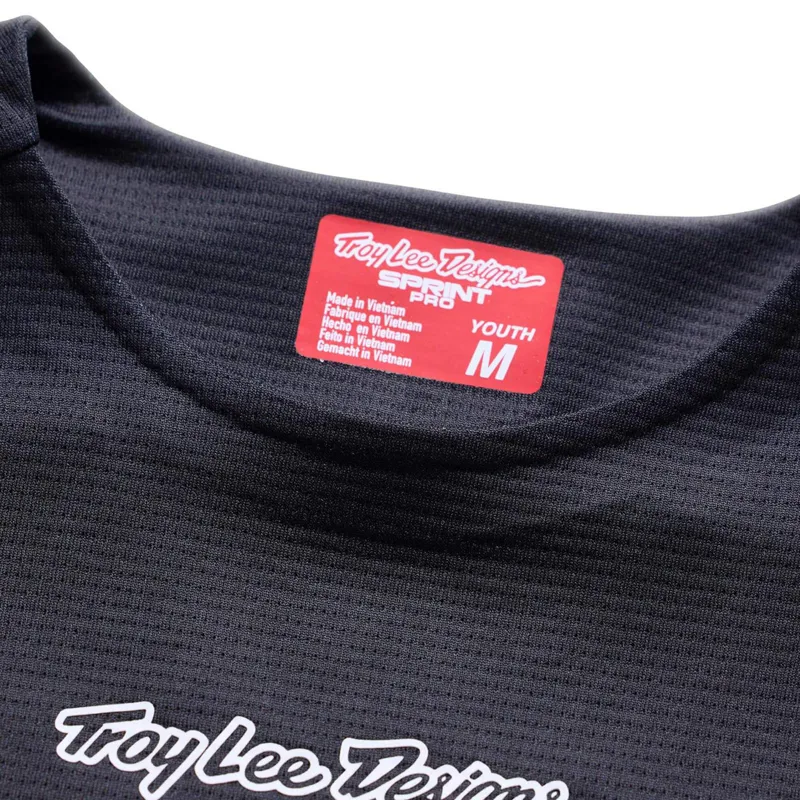 Troy Lee Designs
SPRINT
PRO
Made in Vietnam
Fabrique en Vietnam
Hecho en Vietnam
Feito in Vietnam
Gemacht in Vietnam
YOUTH
M
Troy Lee Designs